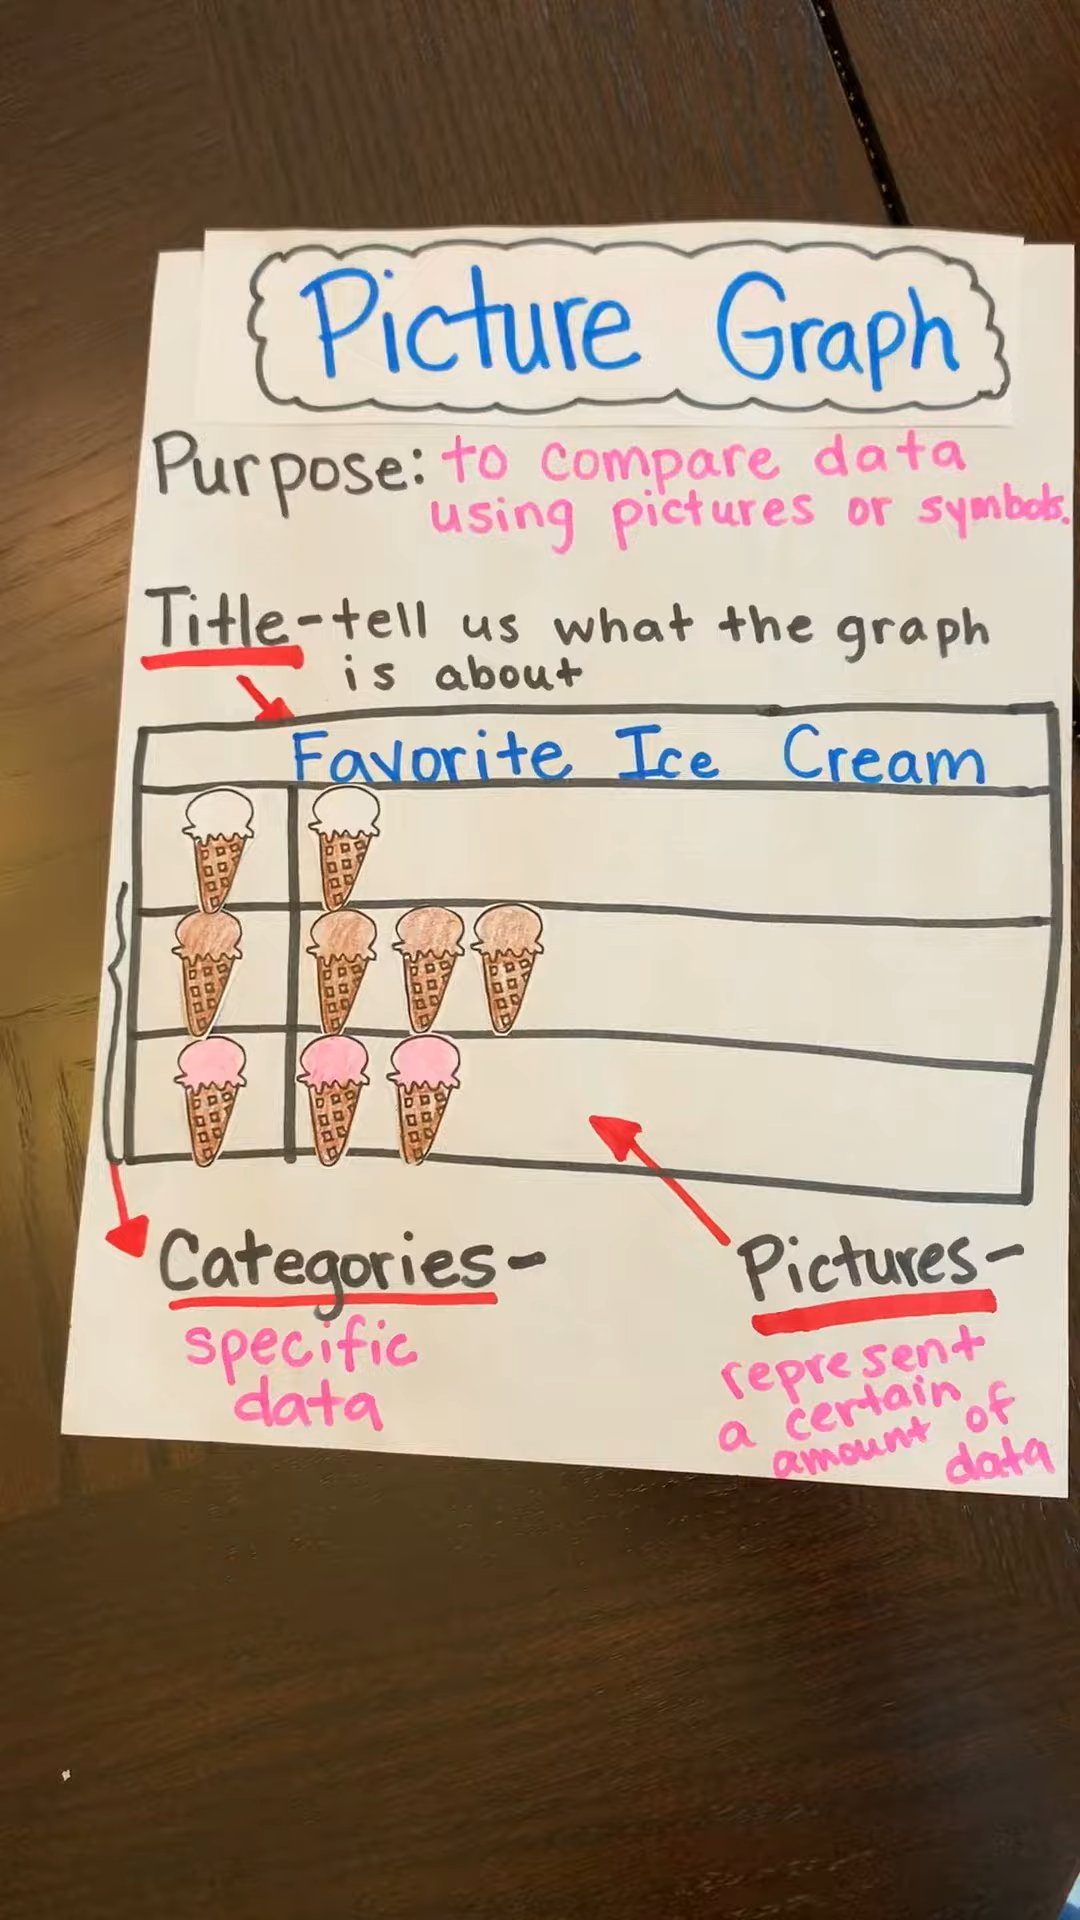 Picture Graph
Purpose: to compare data
using pictures or symbols.
Title-tell us what the graph
is about
Favorite Ice Cream
Categories-
specific
data
Pictures-
represent
a certain
amount of
data